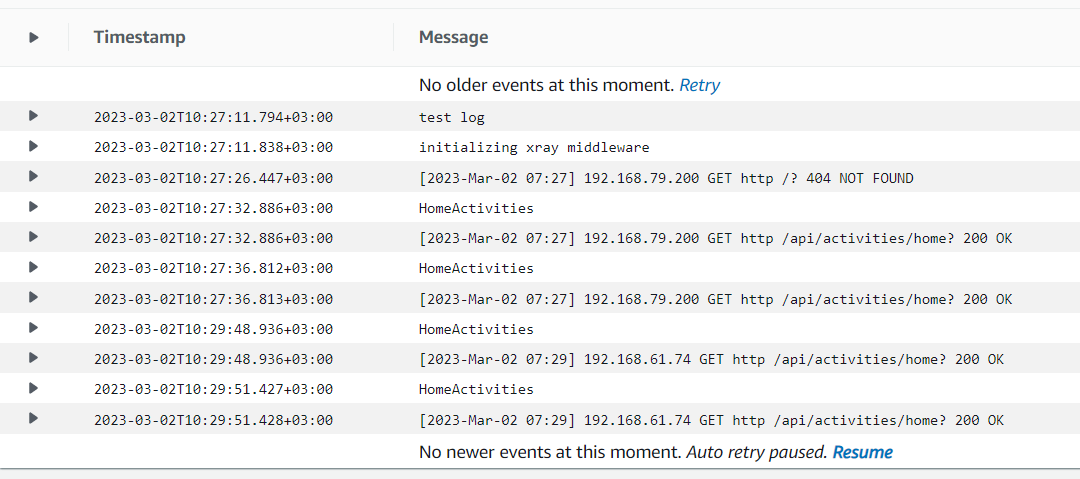 Timestamp Message
No older events at this moment. Retry
2023-03-02T10:27:11.794+03:00 test log
2023-03-02T10:27:11.838+03:00 initializing xray middleware
2023-03-02T10:27:26.447+03:00 [2023-Mar-02 07:27] 192.168.79.200 GET http /? 404 NOT FOUND
2023-03-02T10:27:32.886+03:00 HomeActivities
2023-03-02T10:27:32.886+03:00 [2023-Mar-02 07:27] 192.168.79.200 GET http /api/activities/home? 200 OK
2023-03-02T10:27:36.812+03:00 HomeActivities
2023-03-02T10:27:36.813+03:00 [2023-Mar-02 07:27] 192.168.79.200 GET http /api/activities/home? 200 OK
2023-03-02T10:29:48.936+03:00 HomeActivities
2023-03-02T10:29:48.936+03:00 [2023-Mar-02 07:29] 192.168.61.74 GET http /api/activities/home? 200 OK
2023-03-02T10:29:51.427+03:00 HomeActivities
2023-03-02T10:29:51.428+03:00 [2023-Mar-02 07:29] 192.168.61.74 GET http /api/activities/home? 200 OK
No newer events at this moment. Auto retry paused. Resume